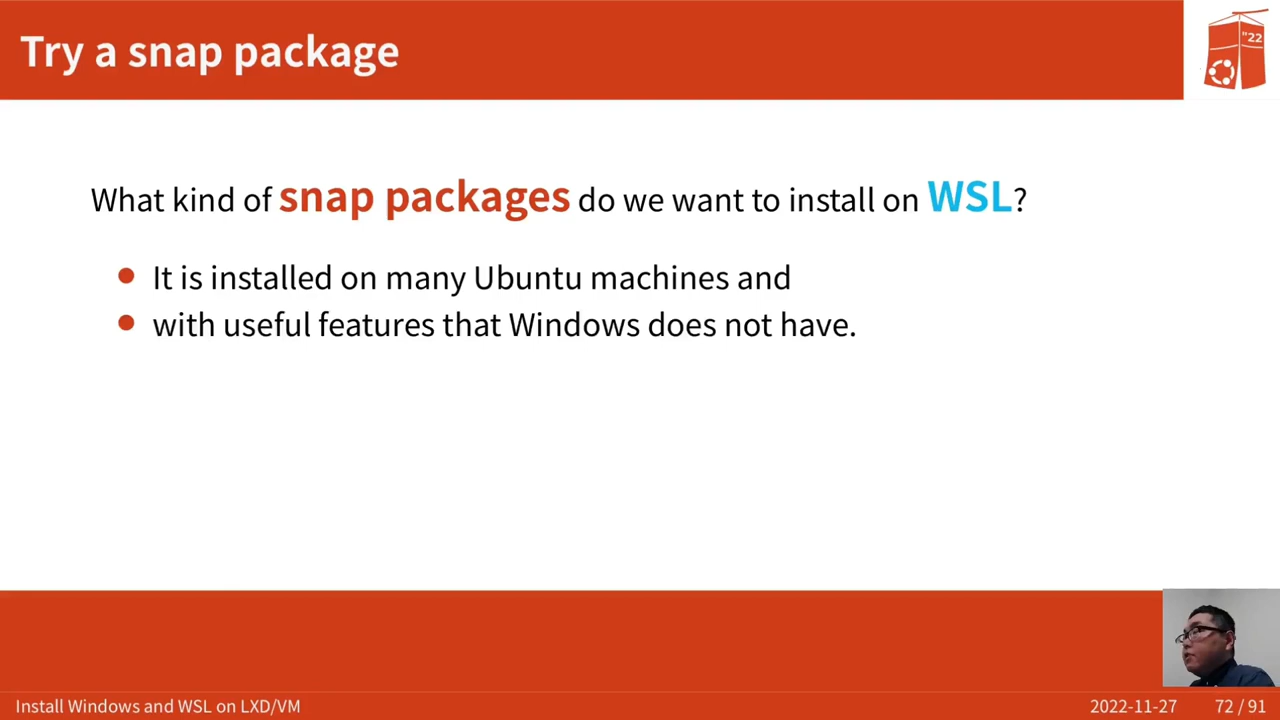 Try a snap package
"22
What kind of snap packages do we want to install on WSL?
It is installed on many Ubuntu machines and
with useful features that Windows does not have.
Install Windows and WSL on LXD/VM
2022-11-27
72 / 91